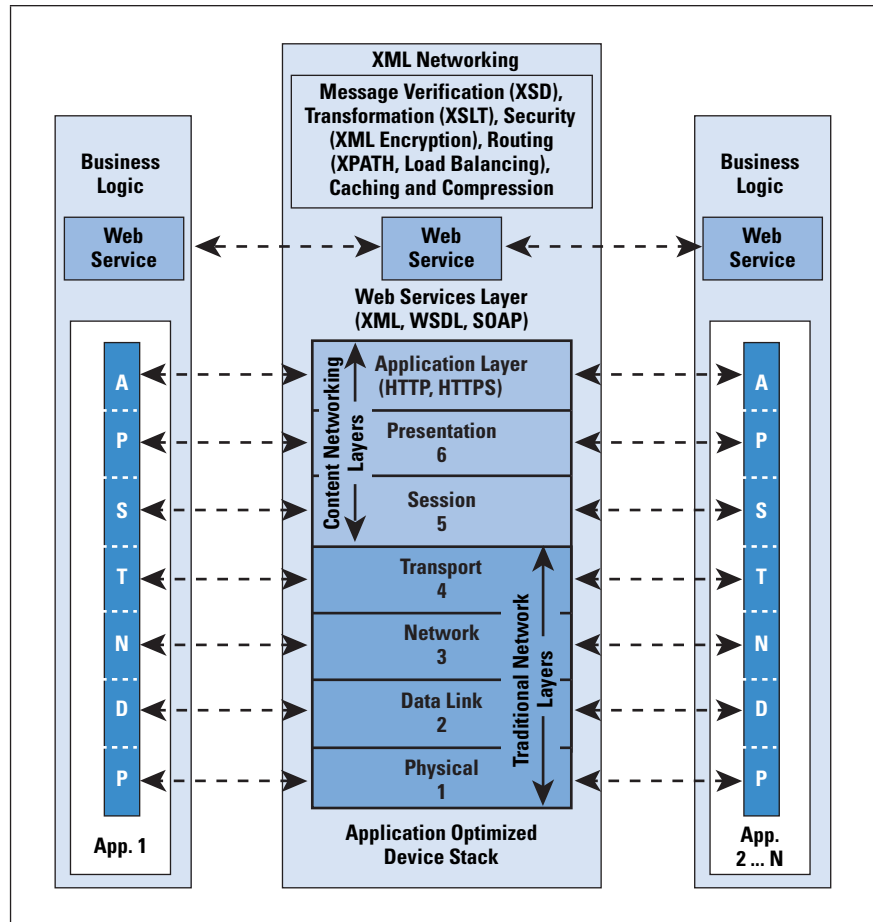 XML Networking
Message Verification (XSD),
Transformation (XSLT), Security
(XML Encryption), Routing
(XPATH, Load Balancing),
Caching and Compression
Business
Logic
Business
Logic
Web
Service
Web
Service
Web
Service
Web Services Layer
(XML, WSDL, SOAP)
Content Networking
Layers
A
Application Layer
(HTTP, HTTPS)
A
P
Presentation
6
P
S
Session
5
S
Traditional Network
Layers
T
Transport
4
T
N
Network
3
N
D
Data Link
2
D
P
Physical
1
P
App. 1
Application Optimized
Device Stack
App.
2 ... N